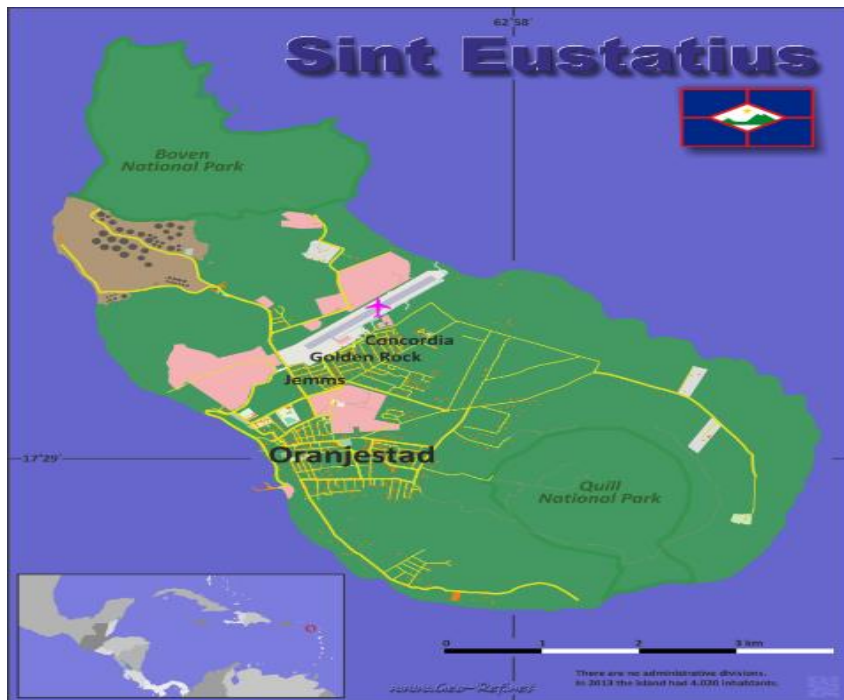 62°58'
Sint Eustatius
Boven
National Park
Concordia
Golden Rock
Jemms
Oranjestad
17°29'
Quill
National Park
0 1 2 3 km
There are no administrative divisions.
In 2013 the island had 4.020 inhabitants.